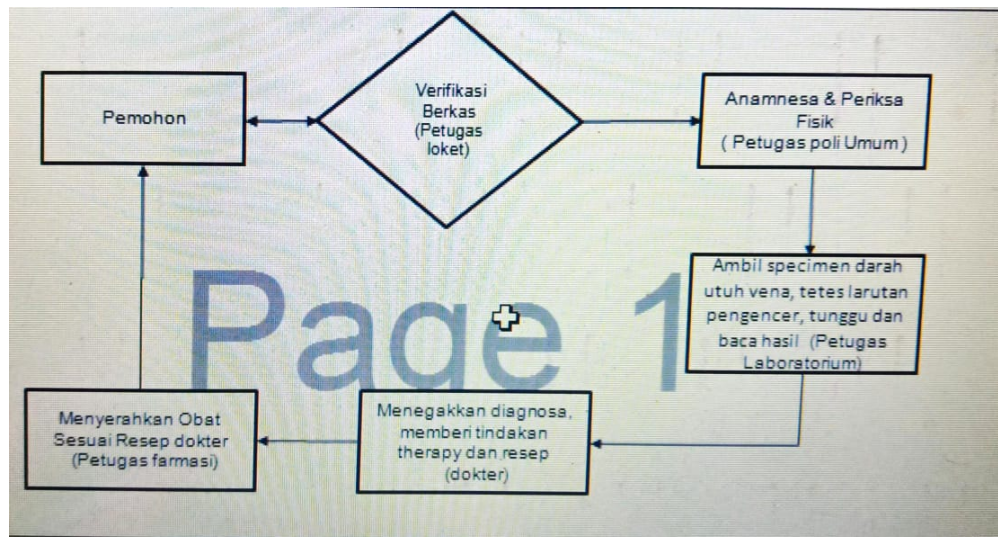 Pemohon
Verifikasi
Berkas
(Petugas
loket)
Anamnesa & Periksa
Fisik
( Petugas poli Umum )
Ambil specimen darah
utuh vena, tetes larutan
pengencer, tunggu dan
baca hasil (Petugas
Laboratorium)
Menegakkan diagnosa,
memberi tindakan
therapy dan resep
(dokter)
Menyerahkan Obat
Sesuai Resep dokter
(Petugas farmasi)
Page 1